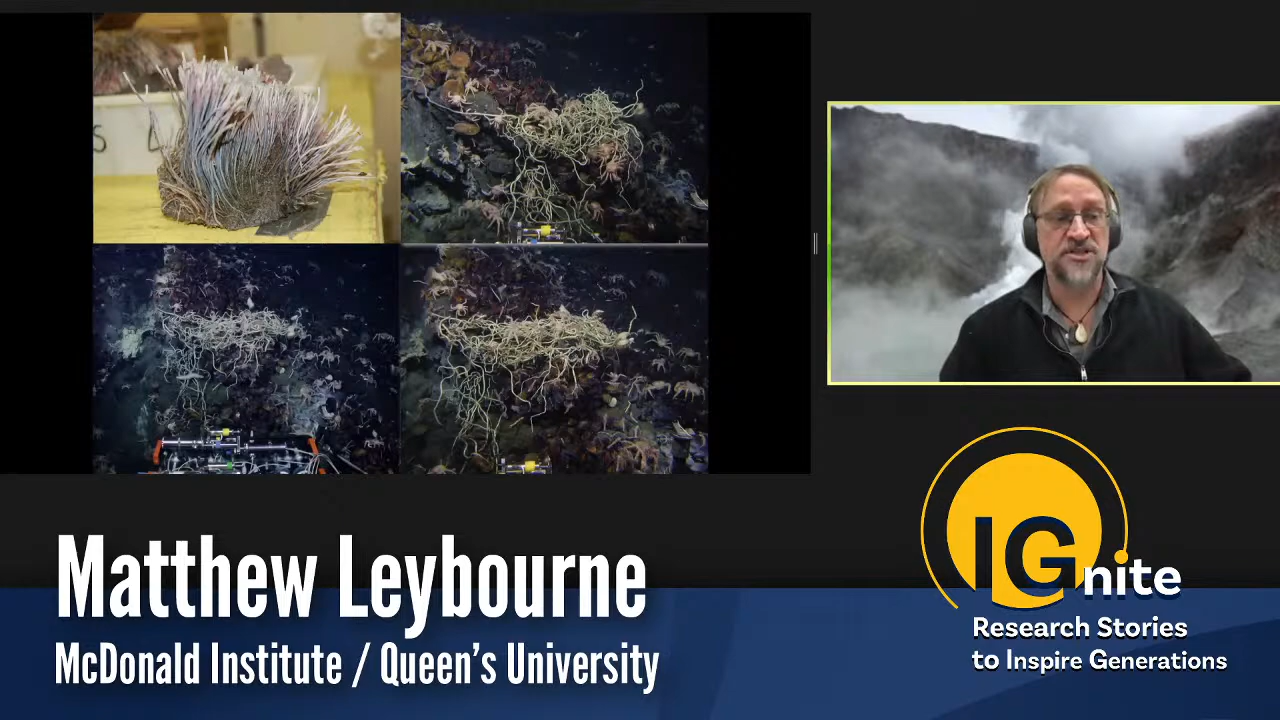 Matthew Leybourne
McDonald Institute / Queen's University
IGnite
Research Stories
to Inspire Generations